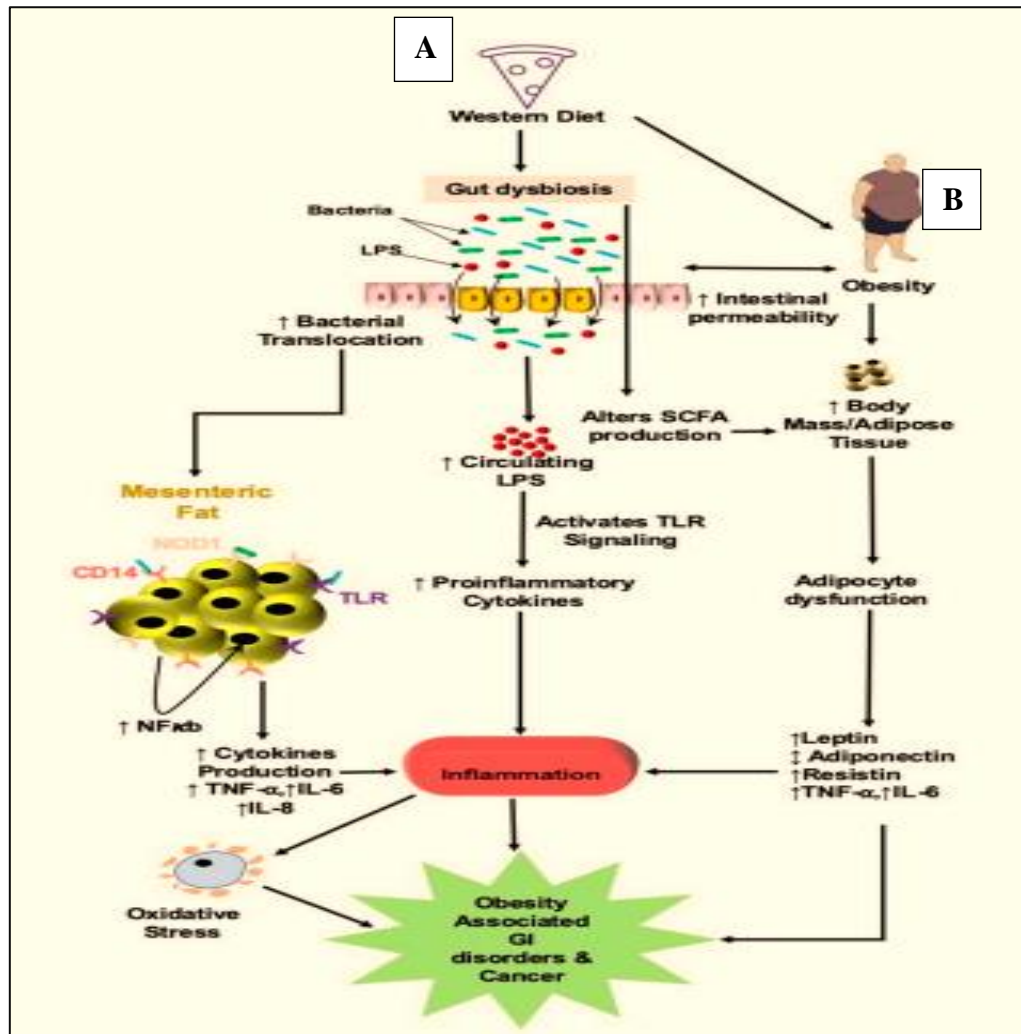 A
Western Diet
Gut dysbiosis
Bacteria
LPS
B
Obesity
↑ Intestinal
permeability
↑ Bacterial
Translocation
Alters SCFA
production
↑ Body
Mass/Adipose
Tissue
↑ Circulating
LPS
Mesenteric
Fat
NOD1
CD14
TLR
Activates TLR
Signaling
↑ Proinflammatory
Cytokines
Adipocyte
dysfunction
↑ NFκb
↑ Cytokines
Production
↑ TNF-α,↑IL-6
↑IL-8
Inflammation
↑Leptin
↕ Adiponectin
↑Resistin
↑TNF-α,↑IL-6
Oxidative
Stress
Obesity
Associated
GI
disorders &
Cancer